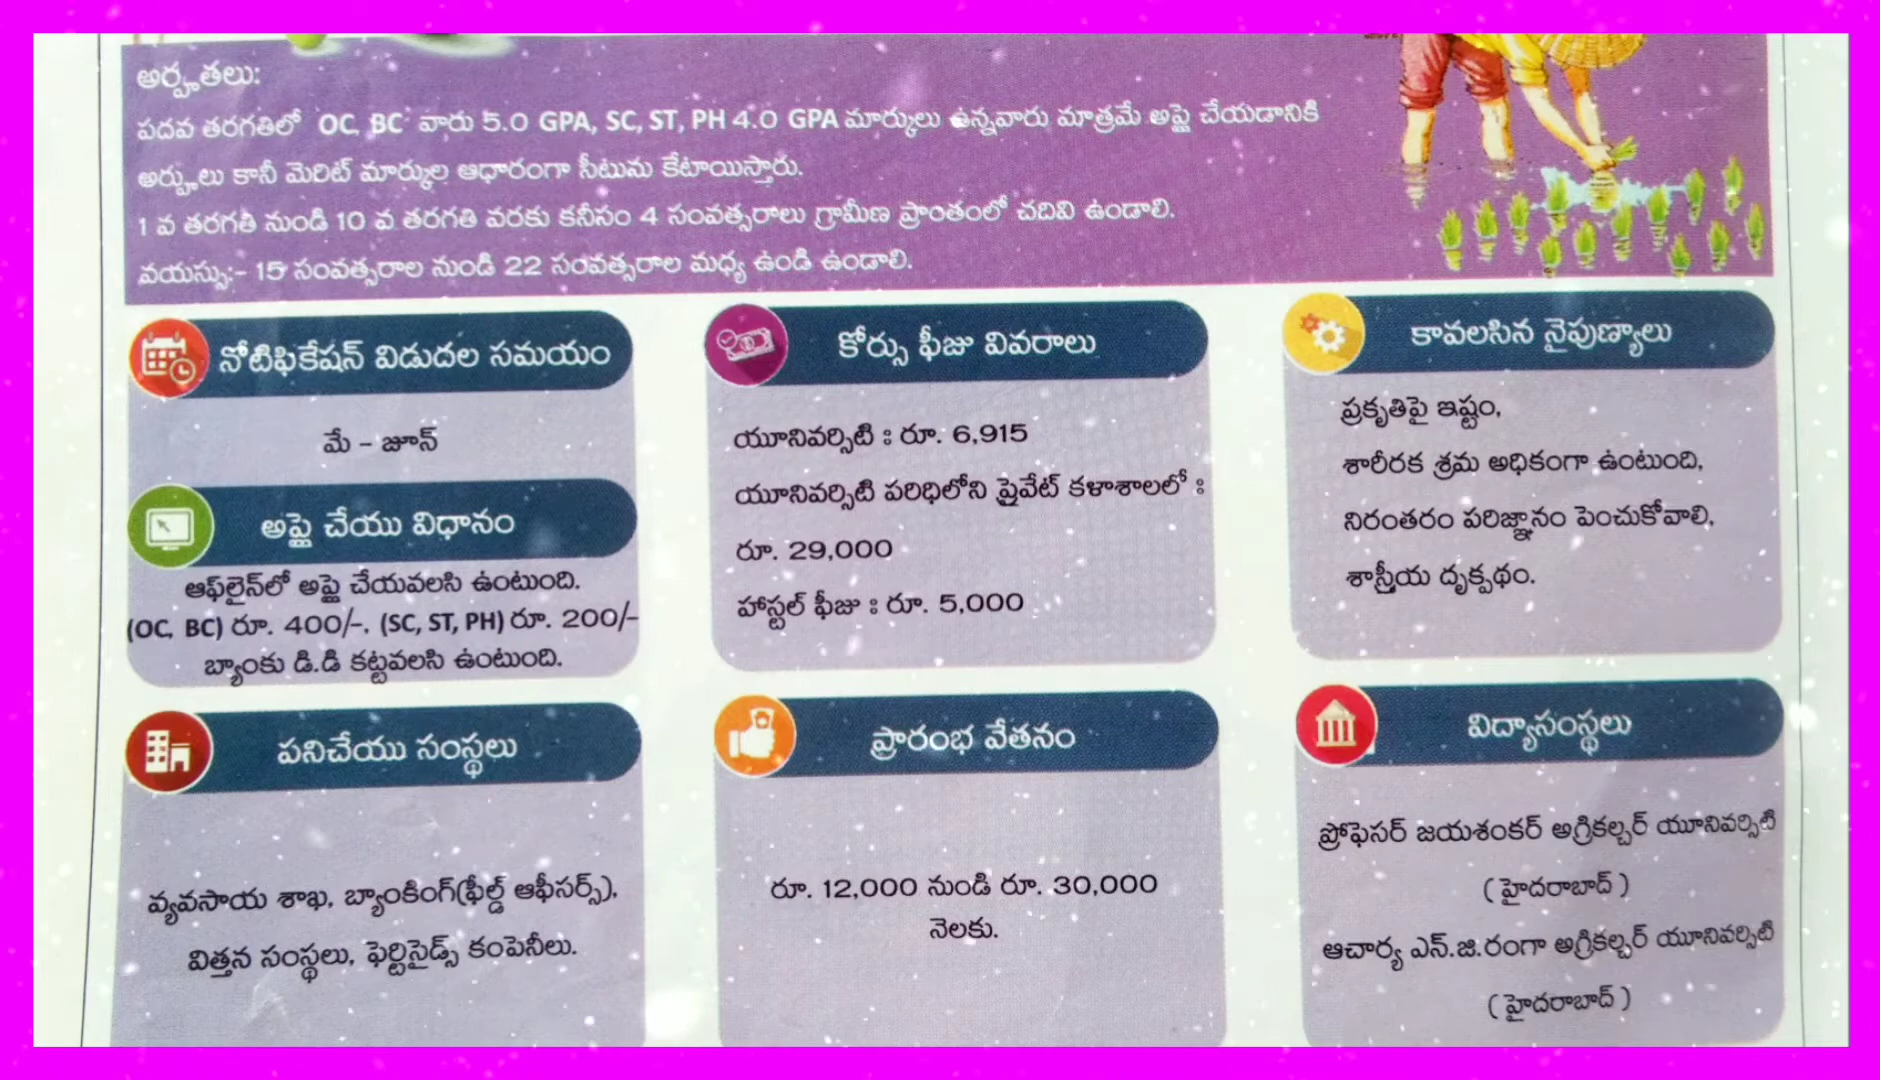 అర్హతలు:
పదవ తరగతిలో OC, BC వారు 5.0 GPA, SC, ST, PH 4.0 GPA మార్కులు ఉన్నవారు మాత్రమే అప్లై చేయడానికి
అర్హులు కానీ మెరిట్ మార్కుల ఆధారంగా సీటును కేటాయిస్తారు.
1 వ తరగతి నుండి 10 వ తరగతి వరకు కనీసం 4 సంవత్సరాలు గ్రామీణ ప్రాంతంలో చదివి ఉండాలి.
వయస్సు:- 15 సంవత్సరాల నుండి 22 సంవత్సరాల మధ్య ఉండి ఉండాలి.
నోటిఫికేషన్ విడుదల సమయం
మే - జూన్
అప్లై చేయు విధానం
ఆఫ్‌లైన్‌లో అప్లై చేయవలసి ఉంటుంది.
(OC, BC) రూ. 400/-, (SC, ST, PH) రూ. 200/-
బ్యాంకు డి.డి కట్టవలసి ఉంటుంది.
కోర్సు ఫీజు వివరాలు
యూనివర్సిటి : రూ. 6,915
యూనివర్సిటి పరిధిలోని ప్రైవేట్ కళాశాలలో :
రూ. 29,000
హాస్టల్ ఫీజు : రూ. 5,000
కావలసిన నైపుణ్యాలు
ప్రకృతిపై ఇష్టం,
శారీరక శ్రమ అధికంగా ఉంటుంది,
నిరంతరం పరిజ్ఞానం పెంచుకోవాలి,
శాస్త్రీయ దృక్పథం.
పనిచేయు సంస్థలు
వ్యవసాయ శాఖ, బ్యాంకింగ్(ఫీల్డ్ ఆఫీసర్స్),
విత్తన సంస్థలు, ఫెర్టిసైడ్స్ కంపెనీలు.
ప్రారంభ వేతనం
రూ. 12,000 నుండి రూ. 30,000
నెలకు.
విద్యాసంస్థలు
ప్రోఫెసర్ జయశంకర్ అగ్రికల్చర్ యూనివర్సిటి
( హైదరాబాద్ )
ఆచార్య ఎన్.జి.రంగా అగ్రికల్చర్ యూనివర్సిటి
( హైదరాబాద్ )